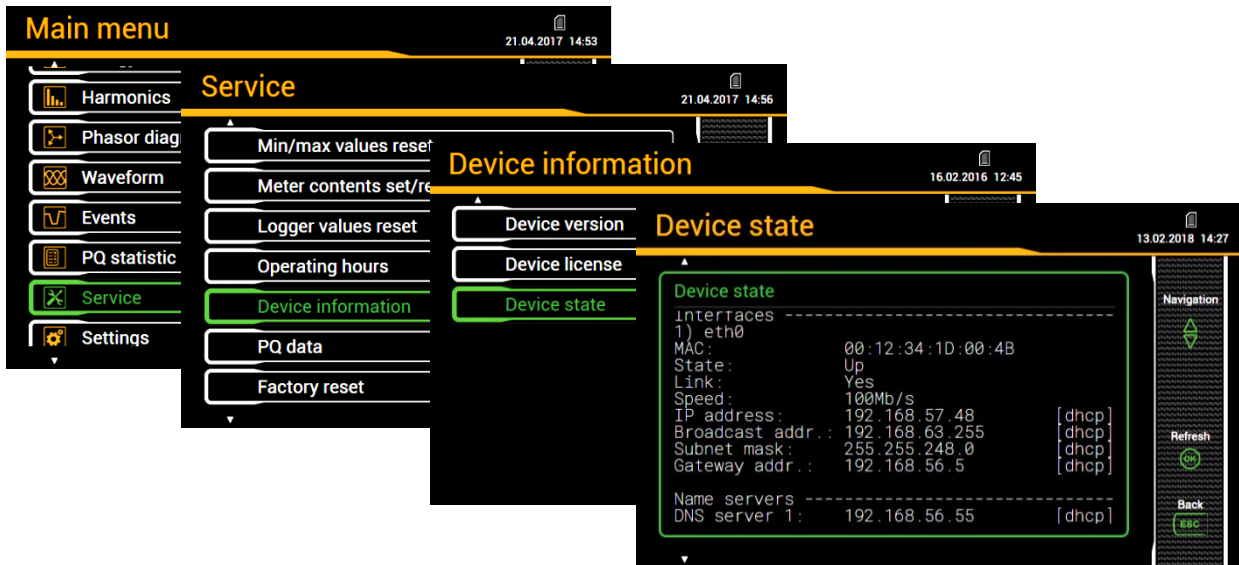 Main menu
21.04.2017 14:53
Harmonics
Phasor diag
Waveform
Events
PQ statistic
Service
Settings
Service
21.04.2017 14:56
Min/max values reset
Meter contents set/re
Logger values reset
Operating hours
Device information
PQ data
Factory reset
Device information
16.02.2016 12:45
Device version
Device license
Device state
Device state
13.02.2018 14:27
Device state
Interfaces -----------------------------
1) eth0
MAC: 00:12:34:1D:00:4B
State: Up
Link: Yes
Speed: 100Mb/s
IP address: 192.168.57.48 [dhcp]
Broadcast addr.: 192.168.63.255 [dhcp]
Subnet mask: 255.255.248.0 [dhcp]
Gateway addr.: 192.168.56.5 [dhcp]
Name servers ---------------------------
DNS server 1: 192.168.56.55 [dhcp]
Navigation
Refresh
OK
Back
ESC